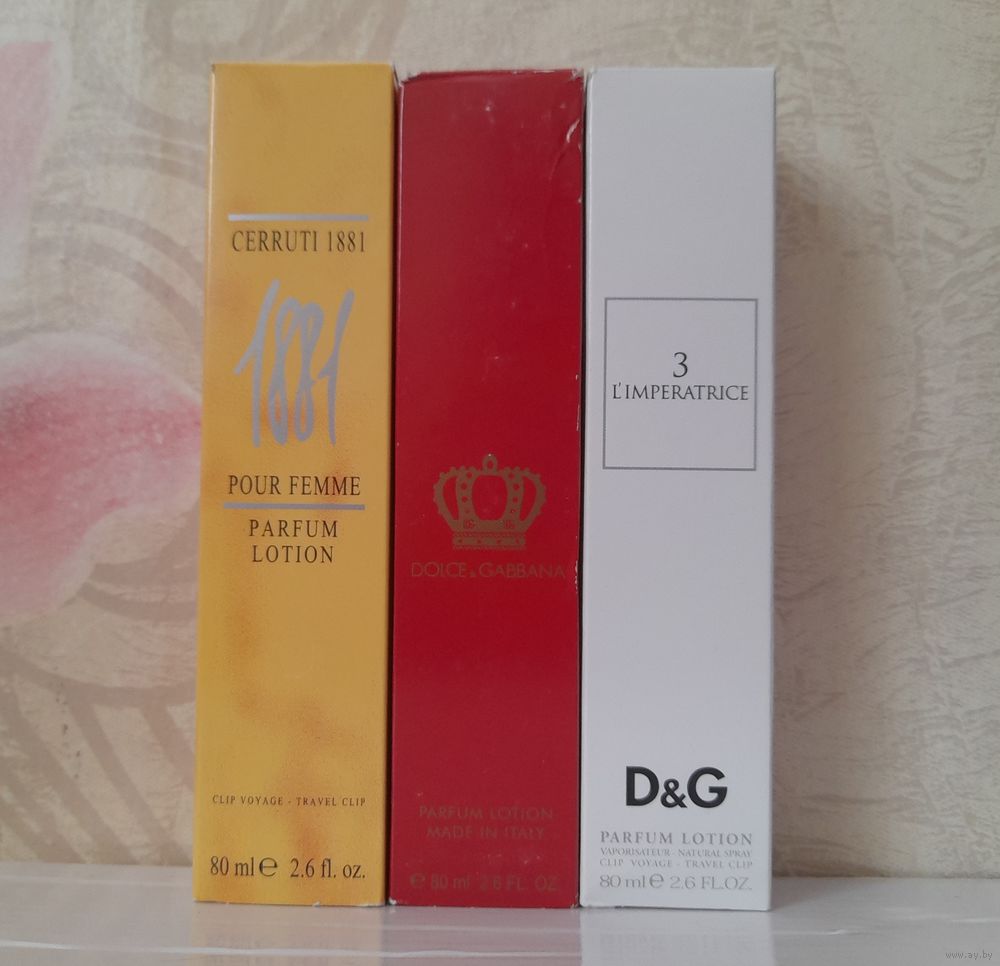 CERRUTI 1881
1881
POUR FEMME
PARFUM
LOTION
CLIP VOYAGE - TRAVEL CLIP
80 ml e 2.6 fl. oz.
DOLCE & GABBANA
PARFUM LOTION
MADE IN ITALY
e 80 ml 2.6 FL. OZ.
3
L'IMPERATRICE
D&G
PARFUM LOTION
VAPORISATEUR - NATURAL SPRAY
CLIP VOYAGE - TRAVEL CLIP
80 ml e 2.6 FL.OZ.
www.ay.by